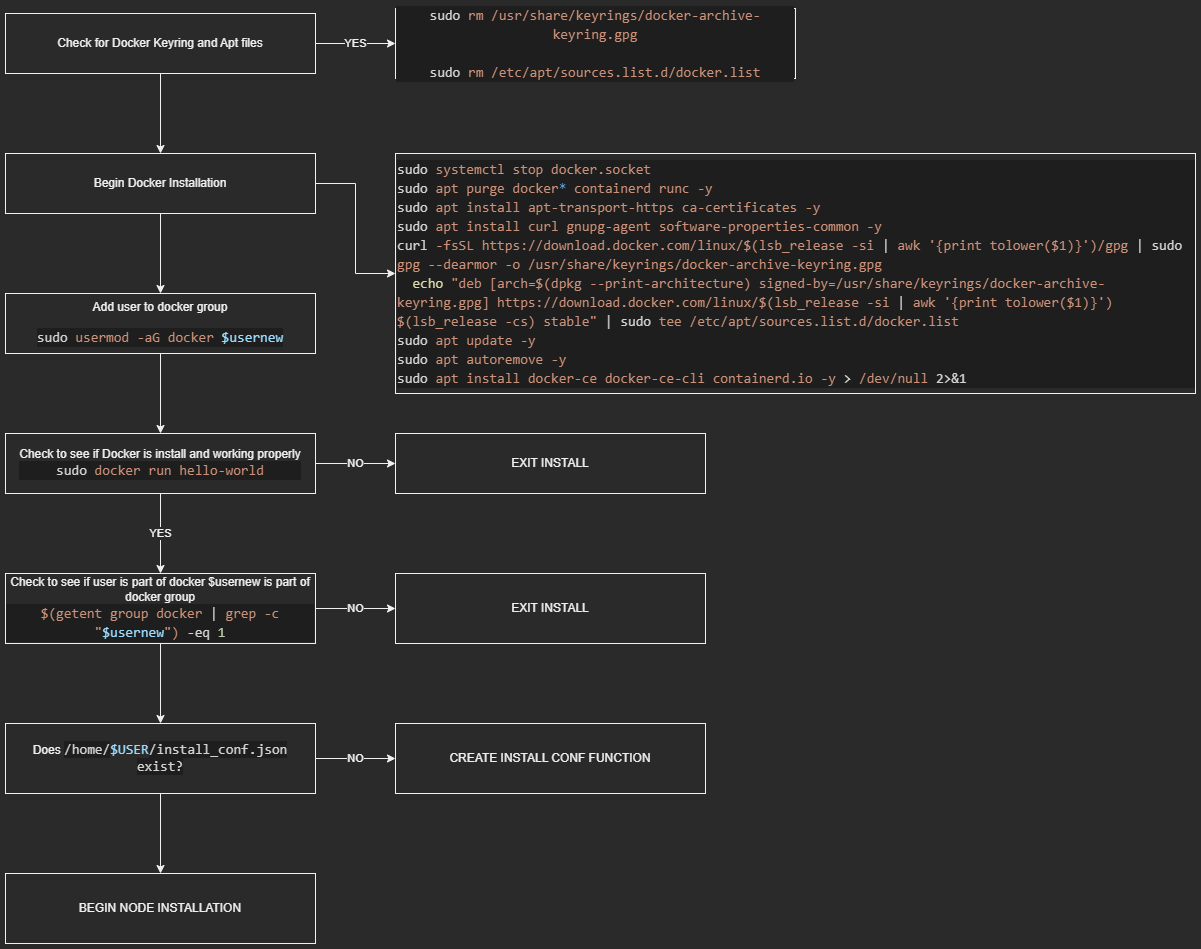 Check for Docker Keyring and Apt files
YES
sudo rm /usr/share/keyrings/docker-archive-
keyring.gpg
sudo rm /etc/apt/sources.list.d/docker.list
Begin Docker Installation
sudo systemctl stop docker.socket
sudo apt purge docker* containerd runc -y
sudo apt install apt-transport-https ca-certificates -y
sudo apt install curl gnupg-agent software-properties-common -y
curl -fsSL https://download.docker.com/linux/$(lsb_release -si | awk '{print tolower($1)}')/gpg | sudo
gpg --dearmor -o /usr/share/keyrings/docker-archive-keyring.gpg
echo "deb [arch=$(dpkg --print-architecture) signed-by=/usr/share/keyrings/docker-archive-
keyring.gpg] https://download.docker.com/linux/$(lsb_release -si | awk '{print tolower($1)}')
$(lsb_release -cs) stable" | sudo tee /etc/apt/sources.list.d/docker.list
sudo apt update -y
sudo apt autoremove -y
sudo apt install docker-ce docker-ce-cli containerd.io -y > /dev/null 2>&1
Add user to docker group
sudo usermod -aG docker $usernew
Check to see if Docker is install and working properly
sudo docker run hello-world
NO
EXIT INSTALL
YES
Check to see if user is part of docker $usernew is part of
docker group
$(getent group docker | grep -c
"$usernew") -eq 1
NO
EXIT INSTALL
Does /home/$USER/install_conf.json
exist?
NO
CREATE INSTALL CONF FUNCTION
BEGIN NODE INSTALLATION